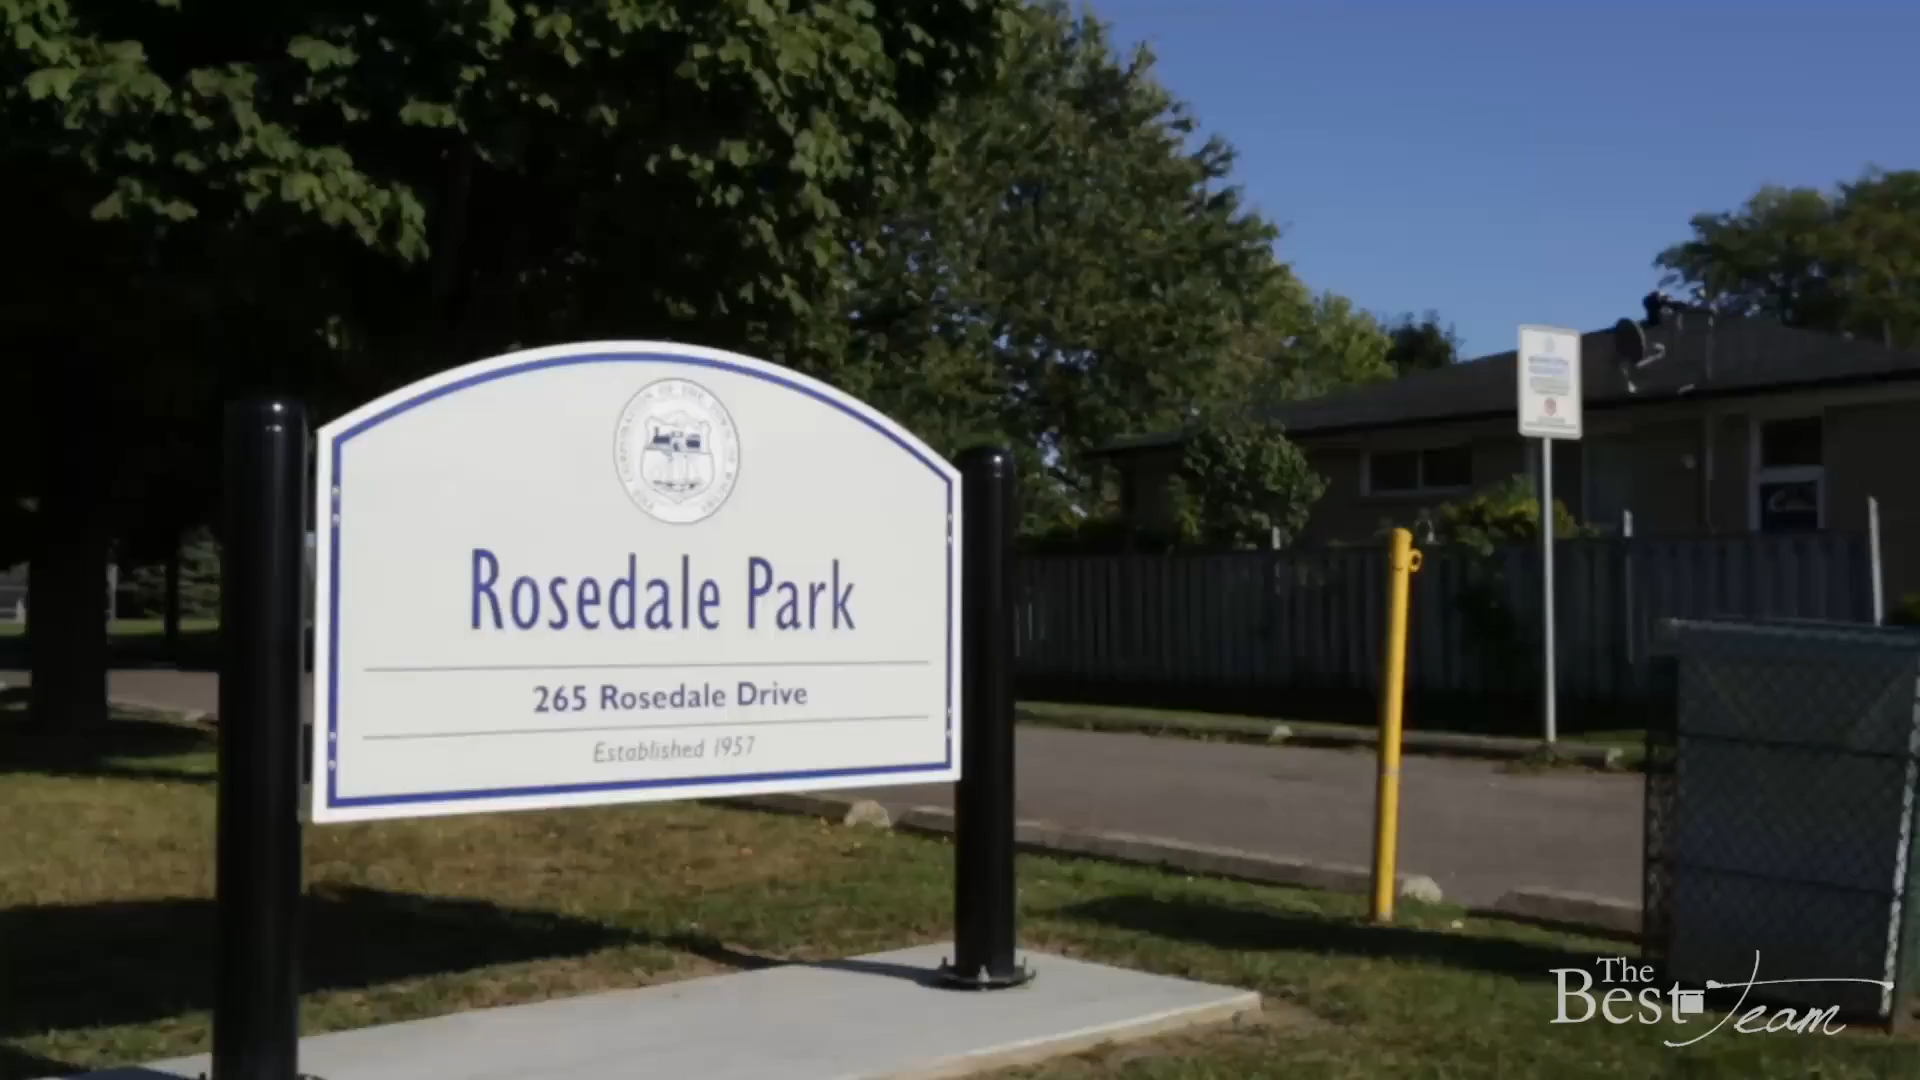 Rosedale Park
265 Rosedale Drive
Established 1957
The
Best Team